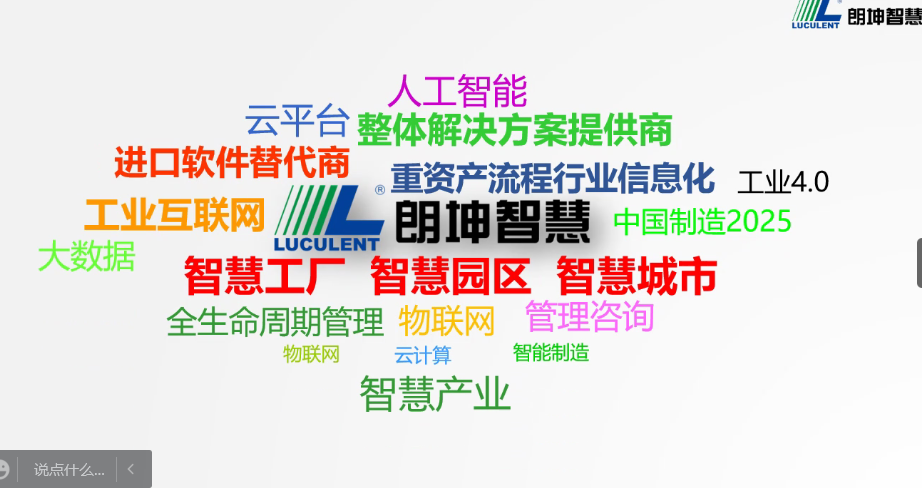 LUCULENT 朗坤智慧
人工智能
云平台 整体解决方案提供商
进口软件替代商 重资产流程行业信息化 工业4.0
工业互联网 LUCULENT ® 朗坤智慧 中国制造2025
大数据 智慧工厂 智慧园区 智慧城市
全生命周期管理 物联网 管理咨询
物联网 云计算 智能制造
智慧产业
说点什么...